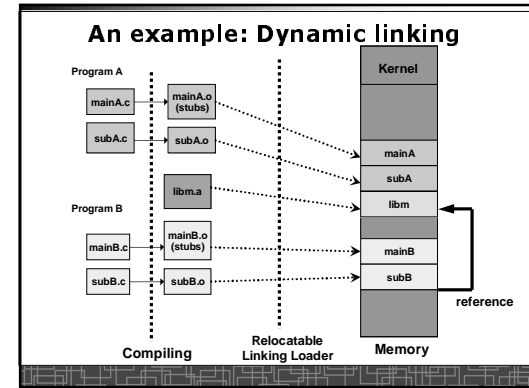 An example: Dynamic linking
Program A
mainA.c
mainA.o
(stubs)
subA.c
subA.o
libm.a
Program B
mainB.c
mainB.o
(stubs)
subB.c
subB.o
Kernel
mainA
subA
libm
mainB
subB
reference
Compiling
Relocatable
Linking Loader
Memory